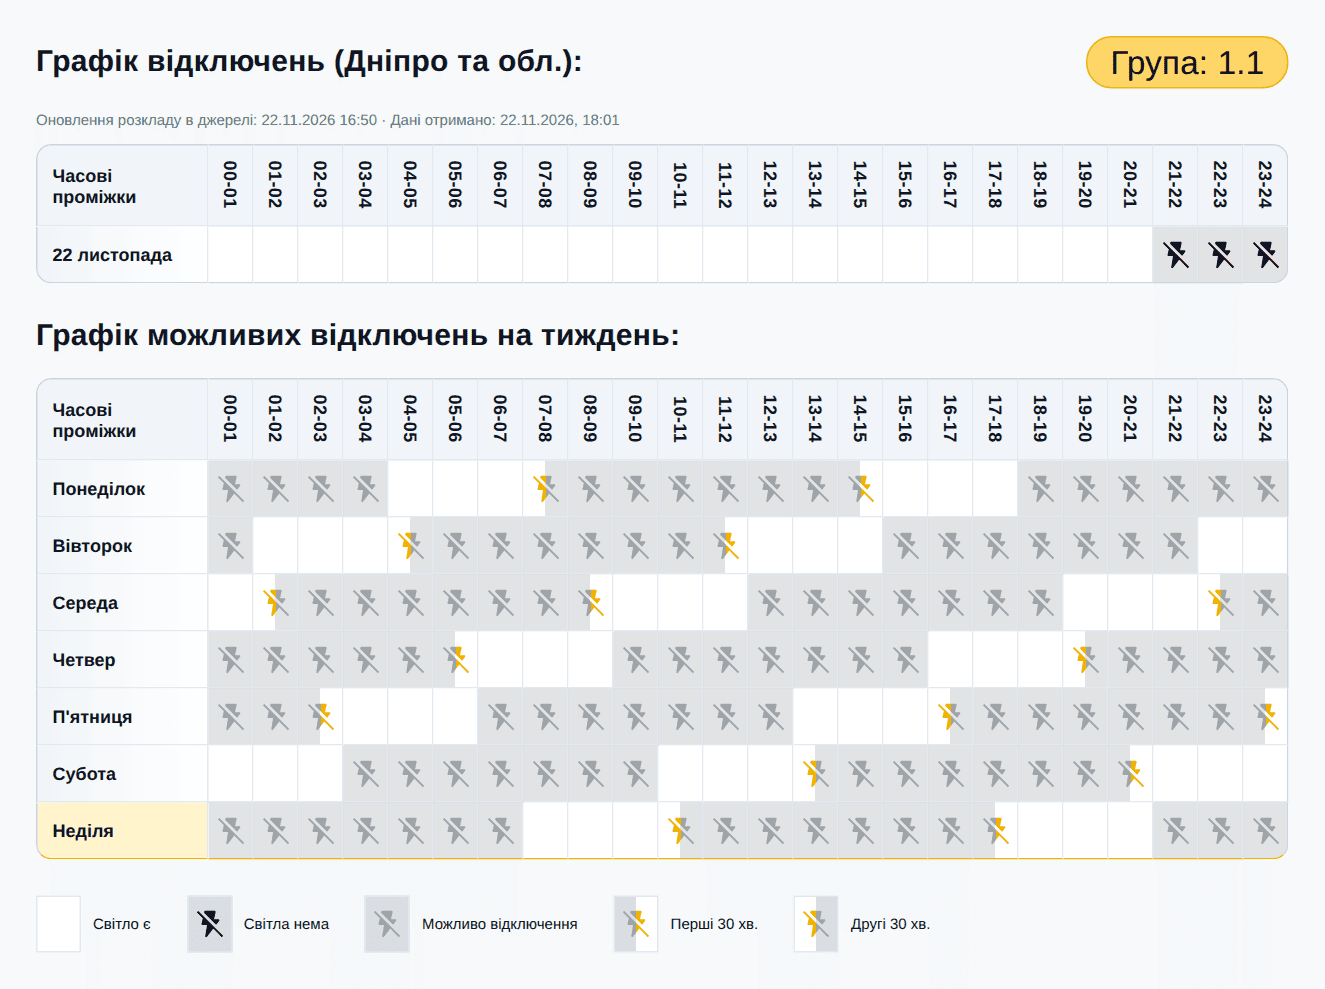 Графік відключень (Дніпро та обл.):
Група: 1.1
Оновлення розкладу в джерелі: 22.11.2026 16:50 · Дані отримано: 22.11.2026, 18:01
Часові
проміжки
00-01 01-02 02-03 03-04 04-05 05-06 06-07 07-08 08-09 09-10 10-11 11-12 12-13 13-14 14-15 15-16 16-17 17-18 18-19 19-20 20-21 21-22 22-23 23-24
22 листопада
Графік можливих відключень на тиждень:
Часові
проміжки
00-01 01-02 02-03 03-04 04-05 05-06 06-07 07-08 08-09 09-10 10-11 11-12 12-13 13-14 14-15 15-16 16-17 17-18 18-19 19-20 20-21 21-22 22-23 23-24
Понеділок
Вівторок
Середа
Четвер
П'ятниця
Субота
Неділя
Світло є
Світла нема
Можливо відключення
Перші 30 хв.
Другі 30 хв.